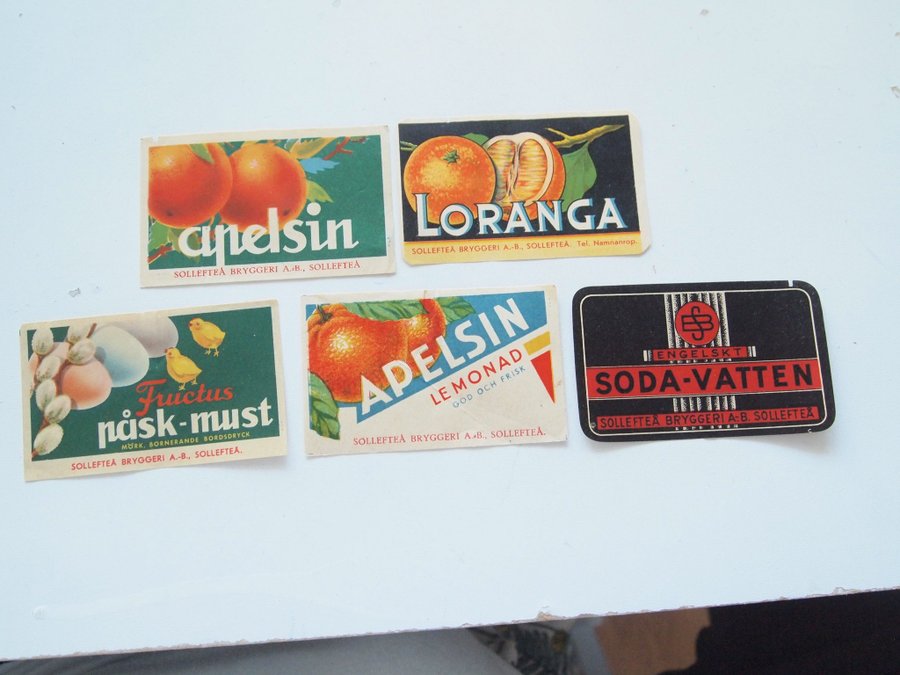 apelsin
SOLLEFTEÅ BRYGGERI A.-B., SOLLEFTEÅ.
LORANGA
SOLLEFTEÅ BRYGGERI A.-B., SOLLEFTEÅ. Tel. Namnanrop.
Fructus
påsk-must
MÖRK, BORNERANDE BORDSDRYCK
SOLLEFTEÅ BRYGGERI A.-B., SOLLEFTEÅ.
APELSIN
LEMONAD
GOD OCH FRISK
SOLLEFTEÅ BRYGGERI A.-B., SOLLEFTEÅ.
ENGELSKT
SODA-VATTEN
SOLLEFTEÅ BRYGGERI A.-B. SOLLEFTEÅ